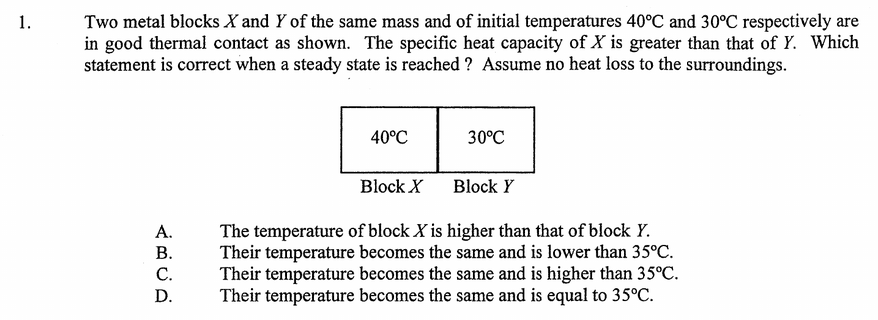 1. Two metal blocks X and Y of the same mass and of initial temperatures 40°C and 30°C respectively are
in good thermal contact as shown. The specific heat capacity of X is greater than that of Y. Which
statement is correct when a steady state is reached ? Assume no heat loss to the surroundings.
40°C 30°C
Block X Block Y
A. The temperature of block X is higher than that of block Y.
B. Their temperature becomes the same and is lower than 35°C.
C. Their temperature becomes the same and is higher than 35°C.
D. Their temperature becomes the same and is equal to 35°C.